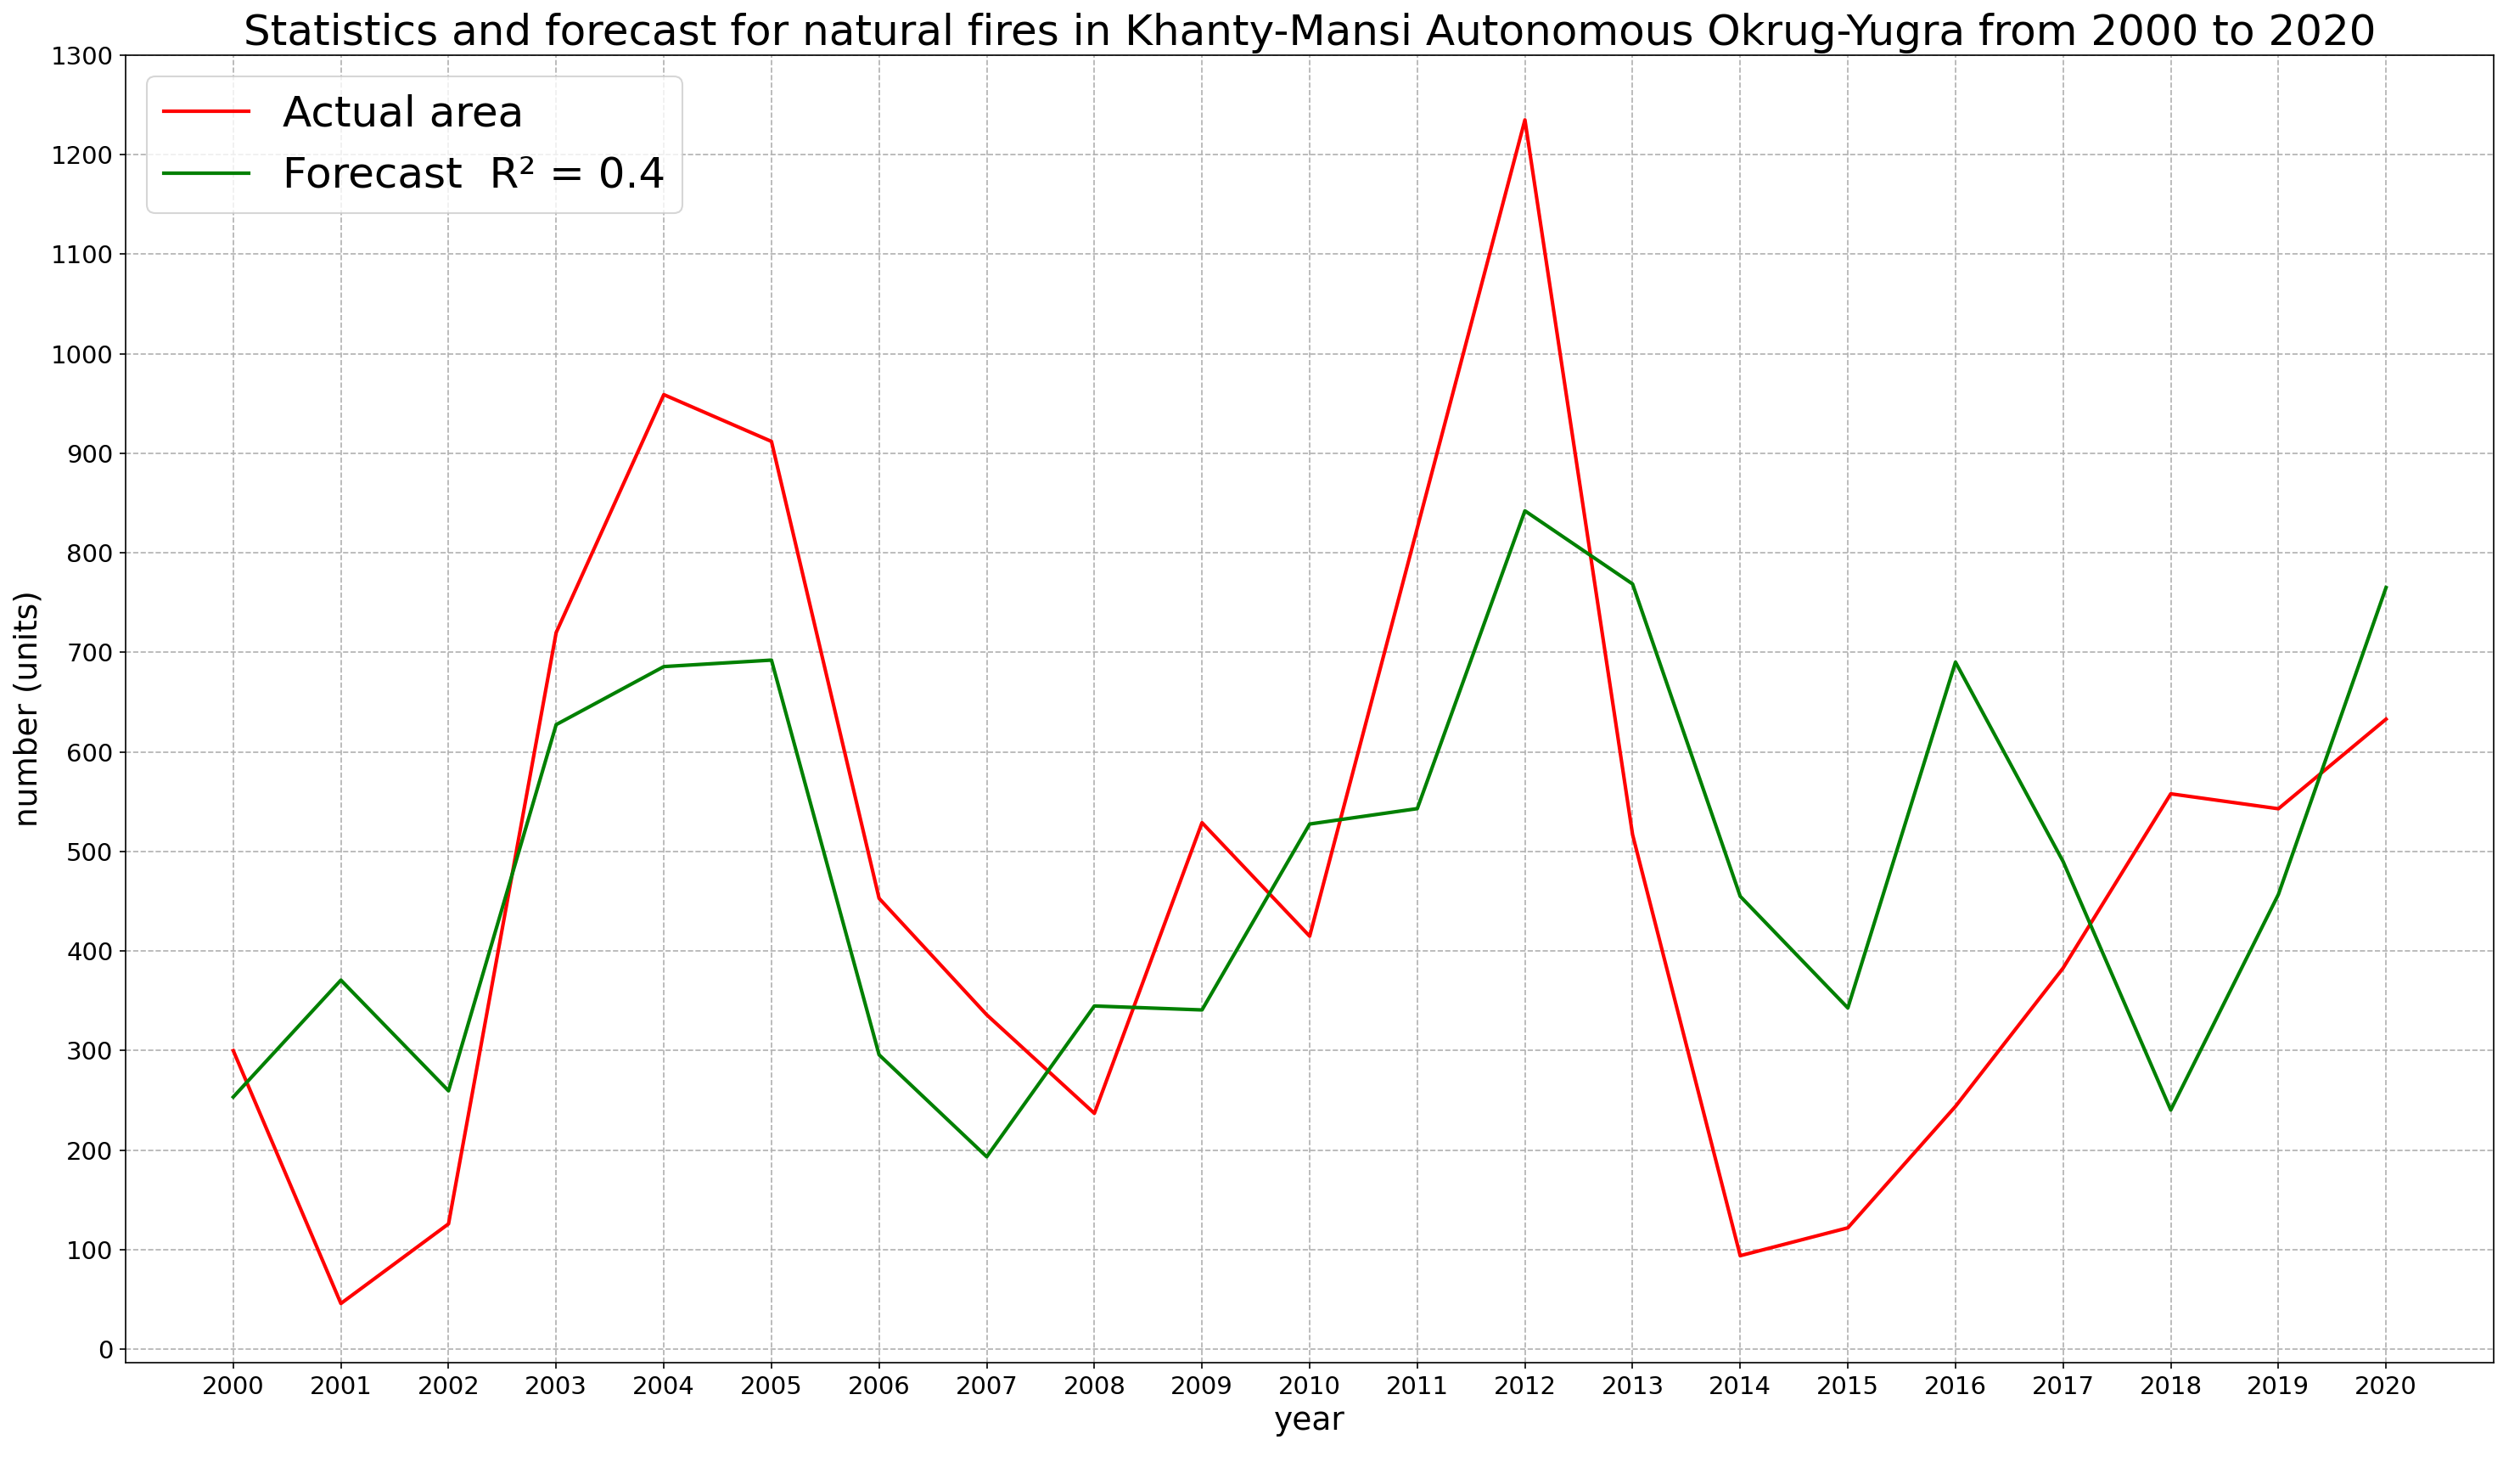 Statistics and forecast for natural fires in Khanty-Mansi Autonomous Okrug-Yugra from 2000 to 2020
Actual area
Forecast  R² = 0.4
1300
1200
1100
1000
900
800
700
600
500
400
300
200
100
0
number (units)
2000 2001 2002 2003 2004 2005 2006 2007 2008 2009 2010 2011 2012 2013 2014 2015 2016 2017 2018 2019 2020
year